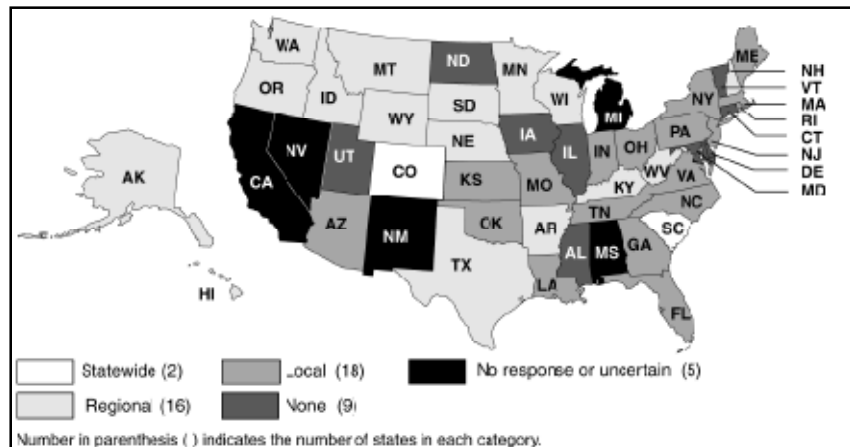 WA
MT
ND
MN
ME
NH
VT
OR
ID
SD
WI
NY
MA
WY
MI
RI
NE
IA
PA
CT
NV
UT
IL
IN
OH
NJ
CA
CO
WV
DE
AK
KS
MO
KY
VA
MD
AZ
NM
OK
TN
NC
AR
SC
TX
AL
MS
GA
HI
LA
FL
Statewide (2)
Local (18)
No response or uncertain (5)
Regional (16)
None (9)
Number in parenthesis ( ) indicates the number of states in each category.